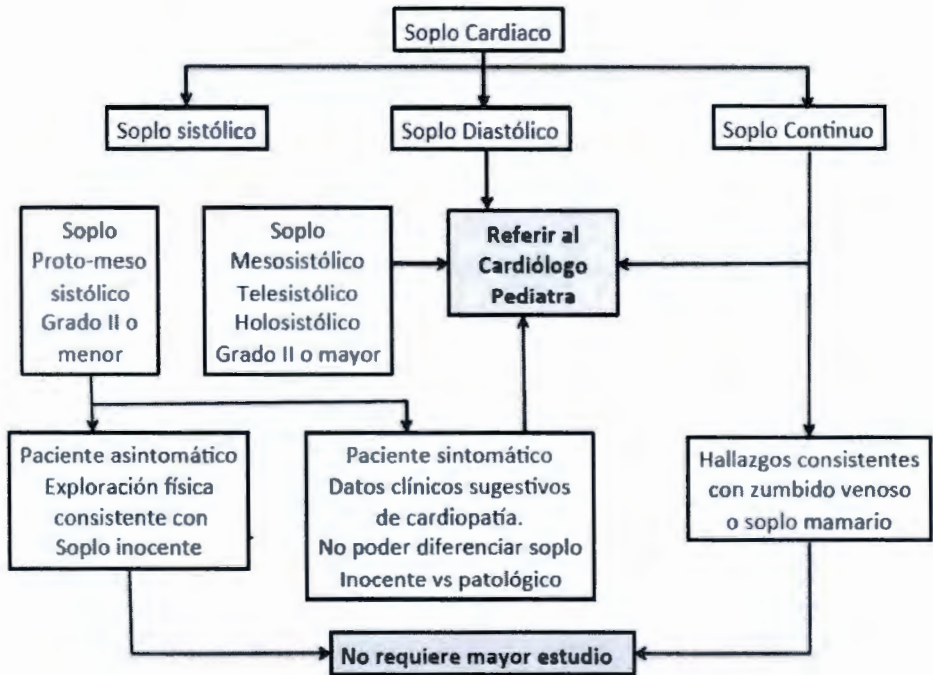 Soplo Cardiaco
Soplo sistólico
Soplo Diastólico
Soplo Continuo
Soplo
Proto-meso
sistólico
Grado II o
menor
Soplo
Mesosistólico
Telesistólico
Holosistólico
Grado II o mayor
Referir al
Cardiólogo
Pediatra
Paciente asintomático
Exploración física
consistente con
Soplo inocente
Paciente sintomático
Datos clínicos sugestivos
de cardiopatía.
No poder diferenciar soplo
Inocente vs patológico
Hallazgos consistentes
con zumbido venoso
o soplo mamario
No requiere mayor estudio